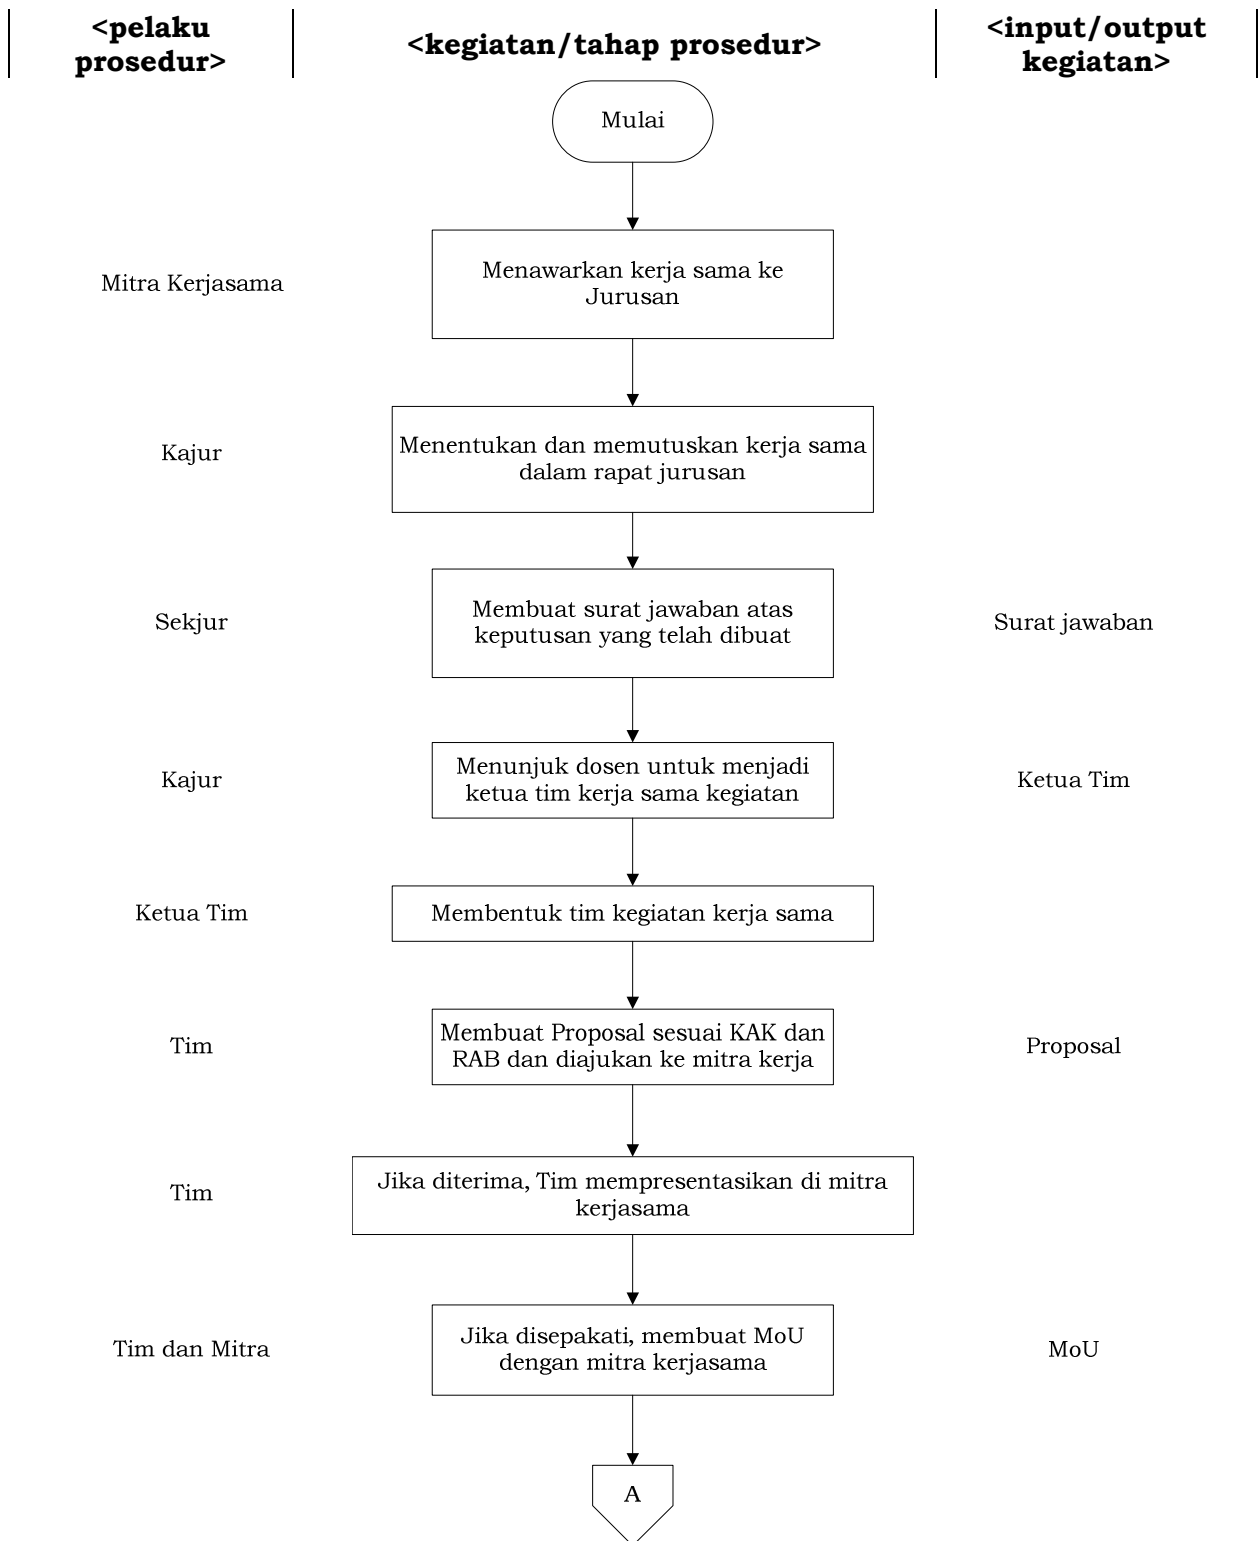 <pelaku
prosedur>
<kegiatan/tahap prosedur>
<input/output
kegiatan>
Mulai
Mitra Kerjasama
Menawarkan kerja sama ke
Jurusan
Kajur
Menentukan dan memutuskan kerja sama
dalam rapat jurusan
Sekjur
Membuat surat jawaban atas
keputusan yang telah dibuat
Surat jawaban
Kajur
Menunjuk dosen untuk menjadi
ketua tim kerja sama kegiatan
Ketua Tim
Ketua Tim
Membentuk tim kegiatan kerja sama
Tim
Membuat Proposal sesuai KAK dan
RAB dan diajukan ke mitra kerja
Proposal
Tim
Jika diterima, Tim mempresentasikan di mitra
kerjasama
Tim dan Mitra
Jika disepakati, membuat MoU
dengan mitra kerjasama
MoU
A